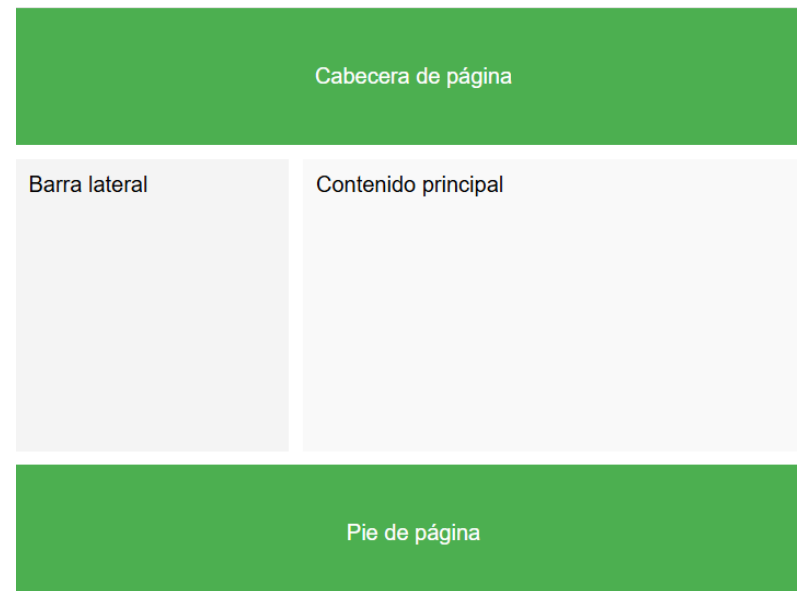 Cabecera de página
Barra lateral
Contenido principal
Pie de página